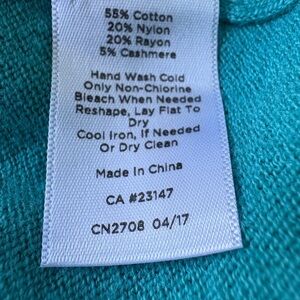 55% Cotton
20% Nylon
20% Rayon
5% Cashmere
Hand Wash Cold
Only Non-Chlorine
Bleach When Needed
Reshape, Lay Flat To
Dry
Cool Iron, If Needed
Or Dry Clean
Made In China
CA #23147
CN2708 04/17